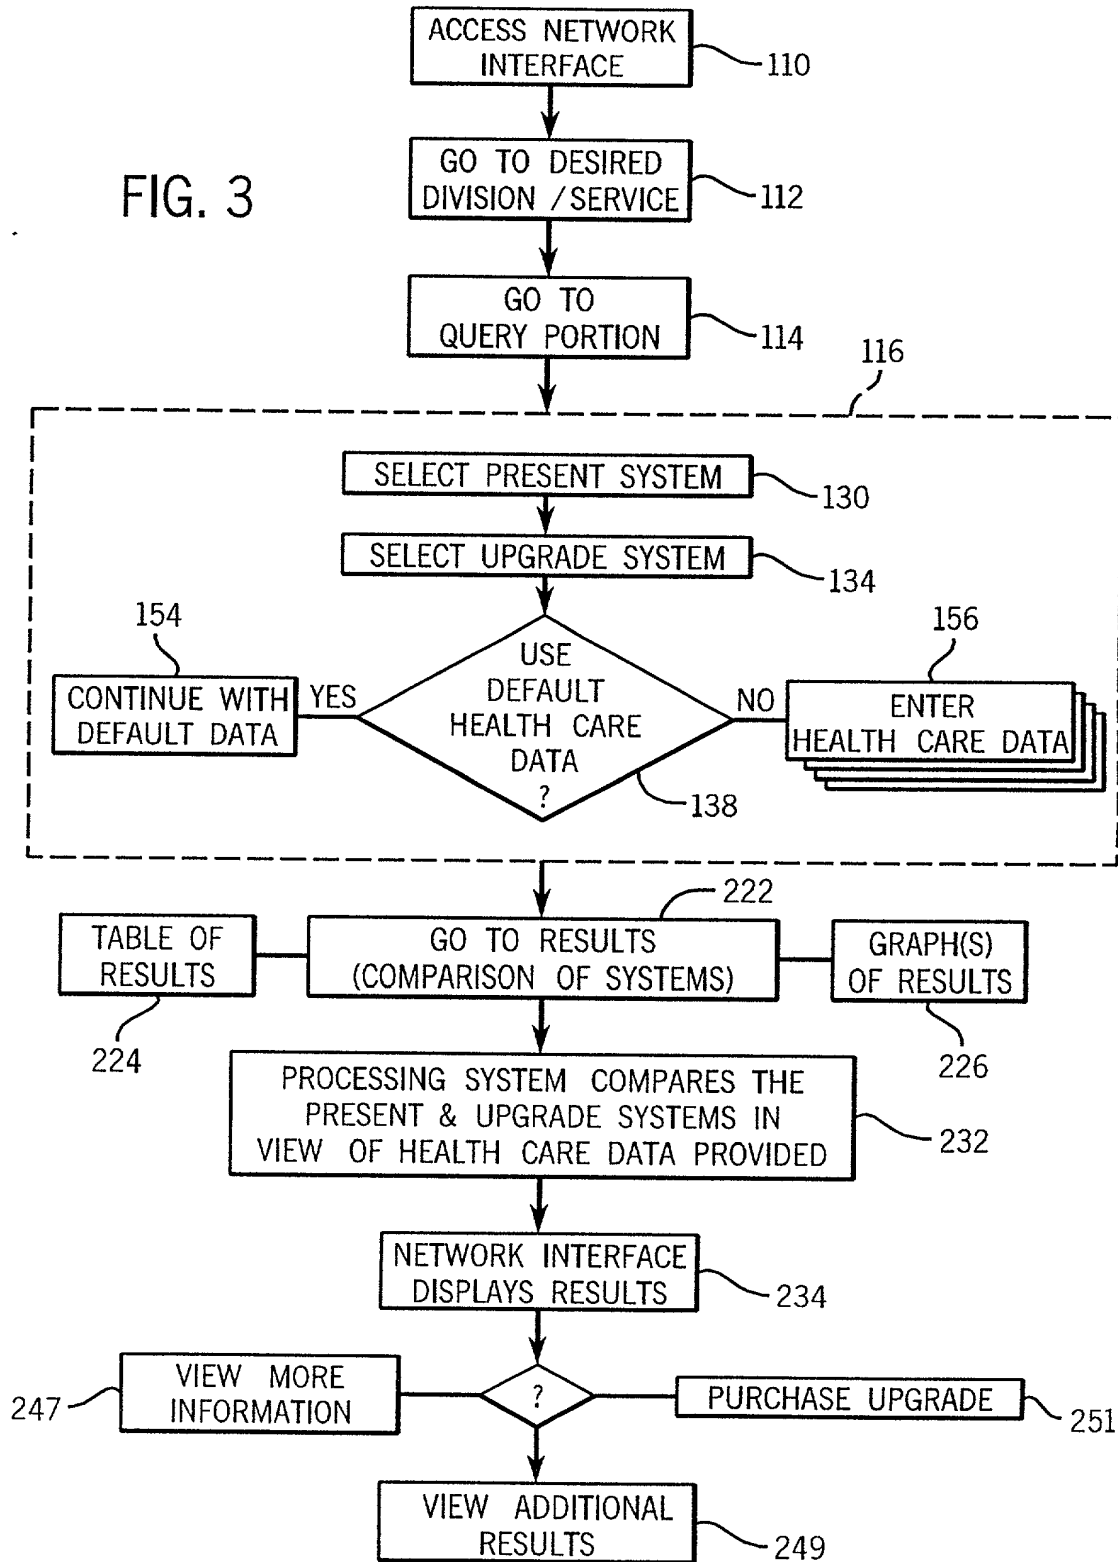 ACCESS NETWORK
INTERFACE
110
FIG. 3
GO TO DESIRED
DIVISION / SERVICE
112
GO TO
QUERY PORTION
114
116
SELECT PRESENT SYSTEM
130
SELECT UPGRADE SYSTEM
134
154
CONTINUE WITH
DEFAULT DATA
YES
USE
DEFAULT
HEALTH CARE
DATA
?
138
NO
156
ENTER
HEALTH CARE DATA
222
TABLE OF
RESULTS
224
GO TO RESULTS
(COMPARISON OF SYSTEMS)
GRAPH(S)
OF RESULTS
226
PROCESSING SYSTEM COMPARES THE
PRESENT & UPGRADE SYSTEMS IN
VIEW OF HEALTH CARE DATA PROVIDED
232
NETWORK INTERFACE
DISPLAYS RESULTS
234
247
VIEW MORE
INFORMATION
?
PURCHASE UPGRADE
251
VIEW ADDITIONAL
RESULTS
249